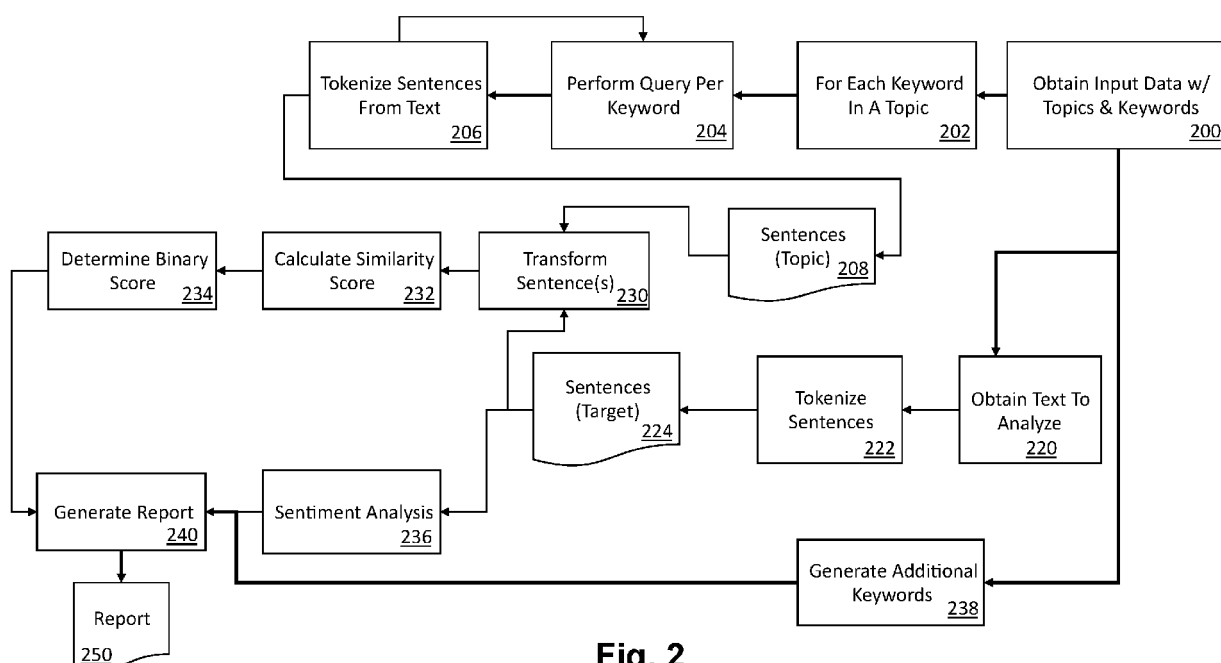 Tokenize Sentences
From Text
206
Perform Query Per
Keyword
204
For Each Keyword
In A Topic
202
Obtain Input Data w/
Topics & Keywords
200
Determine Binary
Score
234
Calculate Similarity
Score
232
Transform
Sentence(s)
230
Sentences
(Topic)
208
Sentences
(Target)
224
Tokenize
Sentences
222
Obtain Text To
Analyze
220
Generate Report
240
Sentiment Analysis
236
Generate Additional
Keywords
238
Report
250
Fig. 2